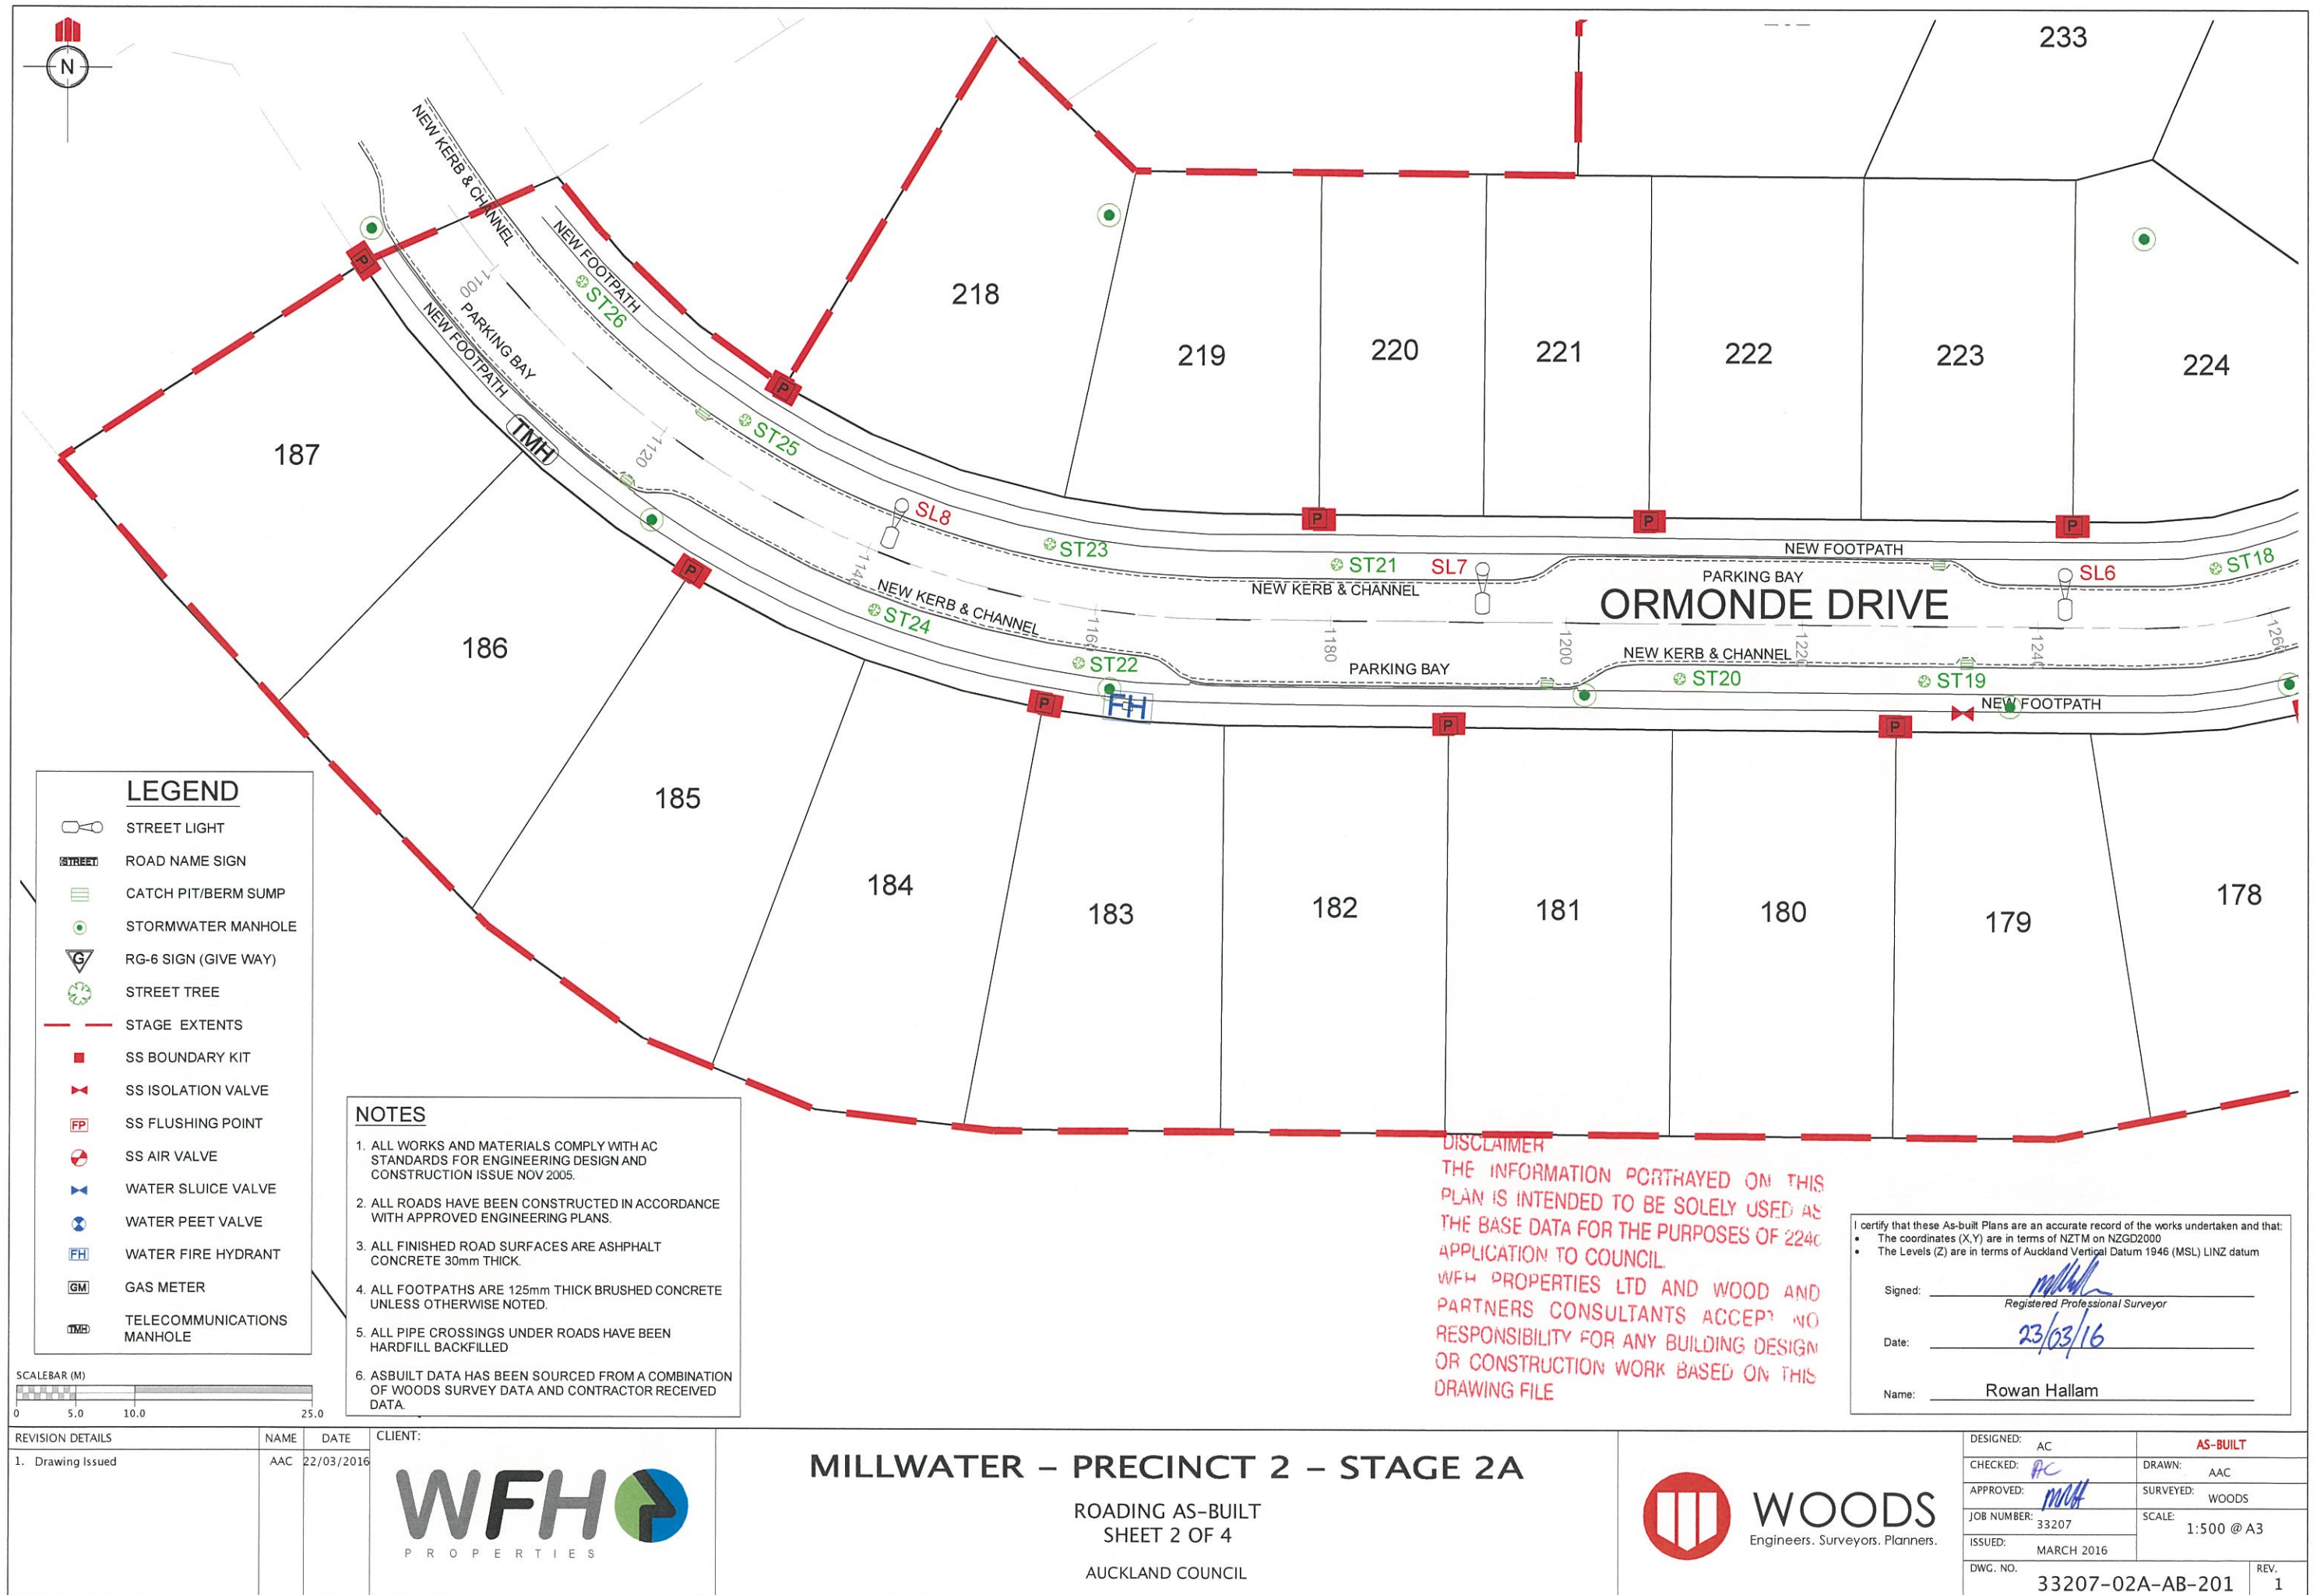 N
233
218
219
220
221
222
223
224
187
186
185
184
183
182
181
180
179
178
NEW KERB & CHANNEL
NEW FOOTPATH
ST26
1100
PARKING BAY
NEW FOOTPATH
P
P
TMH
1120
ST25
SL8
1140
ST23
NEW KERB & CHANNEL
ST24
P
P
P
P
NEW FOOTPATH
ST21
SL7
PARKING BAY
SL6
ST18
NEW KERB & CHANNEL
ORMONDE DRIVE
1160
1180
1200
1220
1240
1260
ST22
PARKING BAY
NEW KERB & CHANNEL
ST20
ST19
NEW FOOTPATH
P
FH
P
P
LEGEND
STREET LIGHT
STREET ROAD NAME SIGN
CATCH PIT/BERM SUMP
STORMWATER MANHOLE
G RG-6 SIGN (GIVE WAY)
STREET TREE
STAGE EXTENTS
SS BOUNDARY KIT
SS ISOLATION VALVE
FP SS FLUSHING POINT
SS AIR VALVE
WATER SLUICE VALVE
WATER PEET VALVE
FH WATER FIRE HYDRANT
GM GAS METER
TMH TELECOMMUNICATIONS
MANHOLE
SCALEBAR (M)
0 5.0 10.0 25.0
NOTES
1. ALL WORKS AND MATERIALS COMPLY WITH AC
STANDARDS FOR ENGINEERING DESIGN AND
CONSTRUCTION ISSUE NOV 2005.
2. ALL ROADS HAVE BEEN CONSTRUCTED IN ACCORDANCE
WITH APPROVED ENGINEERING PLANS.
3. ALL FINISHED ROAD SURFACES ARE ASHPHALT
CONCRETE 30mm THICK.
4. ALL FOOTPATHS ARE 125mm THICK BRUSHED CONCRETE
UNLESS OTHERWISE NOTED.
5. ALL PIPE CROSSINGS UNDER ROADS HAVE BEEN
HARDFILL BACKFILLED
6. ASBUILT DATA HAS BEEN SOURCED FROM A COMBINATION
OF WOODS SURVEY DATA AND CONTRACTOR RECEIVED
DATA.
DISCLAIMER
THE INFORMATION PORTRAYED ON THIS
PLAN IS INTENDED TO BE SOLELY USED AS
THE BASE DATA FOR THE PURPOSES OF 224c
APPLICATION TO COUNCIL.
WFH PROPERTIES LTD AND WOOD AND
PARTNERS CONSULTANTS ACCEPT NO
RESPONSIBILITY FOR ANY BUILDING DESIGN
OR CONSTRUCTION WORK BASED ON THIS
DRAWING FILE
I certify that these As-built Plans are an accurate record of the works undertaken and that:
• The coordinates (X,Y) are in terms of NZTM on NZGD2000
• The Levels (Z) are in terms of Auckland Vertical Datum 1946 (MSL) LINZ datum
Signed:
Registered Professional Surveyor
Date: 23/03/16
Name: Rowan Hallam
REVISION DETAILS NAME DATE
1. Drawing Issued AAC 22/03/2016
CLIENT:
WFH
PROPERTIES
MILLWATER – PRECINCT 2 – STAGE 2A
ROADING AS-BUILT
SHEET 2 OF 4
AUCKLAND COUNCIL
WOODS
Engineers. Surveyors. Planners.
DESIGNED: AC
AS-BUILT
CHECKED: AC
DRAWN: AAC
APPROVED:
SURVEYED: WOODS
JOB NUMBER: 33207
SCALE: 1:500 @ A3
ISSUED: MARCH 2016
DWG. NO. 33207-02A-AB-201
REV. 1